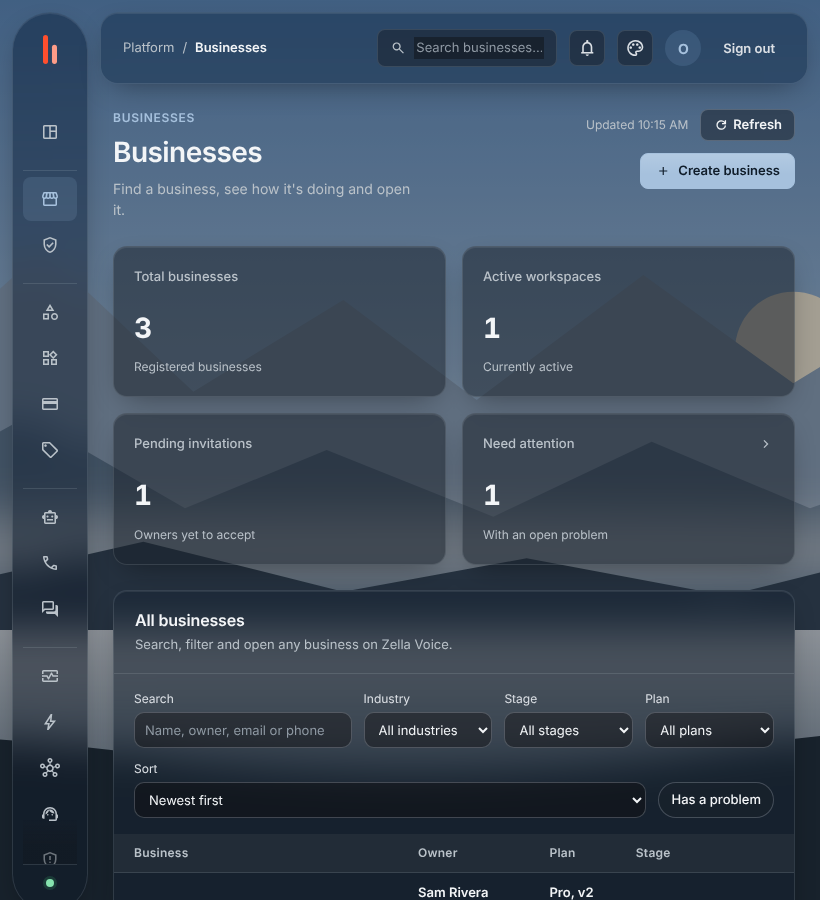 Platform / Businesses
Search businesses...
O
Sign out
BUSINESSES
Updated 10:15 AM
Refresh
Businesses
Create business
Find a business, see how it's doing and open
it.
Total businesses
3
Registered businesses
Active workspaces
1
Currently active
Pending invitations
1
Owners yet to accept
Need attention
1
With an open problem
All businesses
Search, filter and open any business on Zella Voice.
Search
Industry
Stage
Plan
Name, owner, email or phone
All industries
All stages
All plans
Sort
Newest first
Has a problem
Business
Owner
Plan
Stage
Sam Rivera
Pro, v2